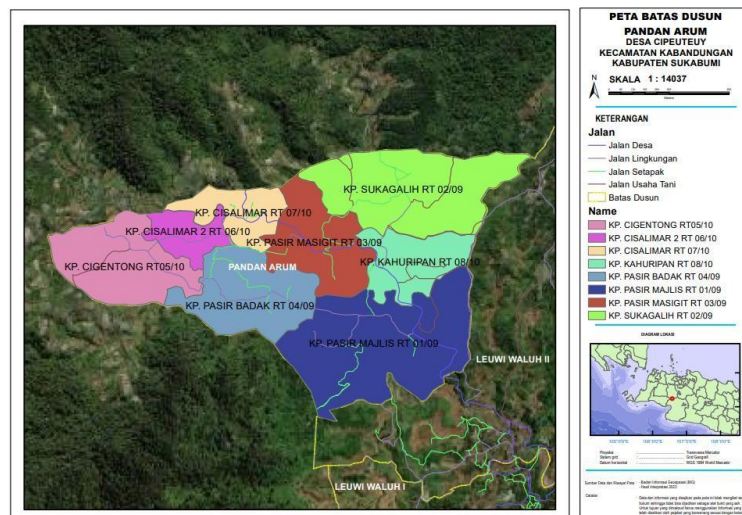 PETA BATAS DUSUN
PANDAN ARUM
DESA CIPEUTEUY
KECAMATAN KABANDUNGAN
KABUPATEN SUKABUMI
N
SKALA 1 : 14037
KETERANGAN
Jalan
Jalan Desa
Jalan Lingkungan
Jalan Setapak
Jalan Usaha Tani
Batas Dusun
Name
KP. CIGENTONG RT05/10
KP. CISALIMAR 2 RT 06/10
KP. CISALIMAR RT 07/10
KP. KAHURIPAN RT 08/10
KP. PASIR BADAK RT 04/09
KP. PASIR MAJLIS RT 01/09
KP. PASIR MASIGIT RT 03/09
KP. SUKAGALIH RT 02/09
DIAGRAM LOKASI
KP. SUKAGALIH RT 02/09
KP. CISALIMAR RT 07/10
KP. CISALIMAR 2 RT 06/10
KP. PASIR MASIGIT RT 03/09
KP. KAHURIPAN RT 08/10
KP. CIGENTONG RT05/10
PANDAN ARUM
KP. PASIR BADAK RT 04/09
KP. PASIR MAJLIS RT 01/09
LEUWI WALUH II
LEUWI WALUH I